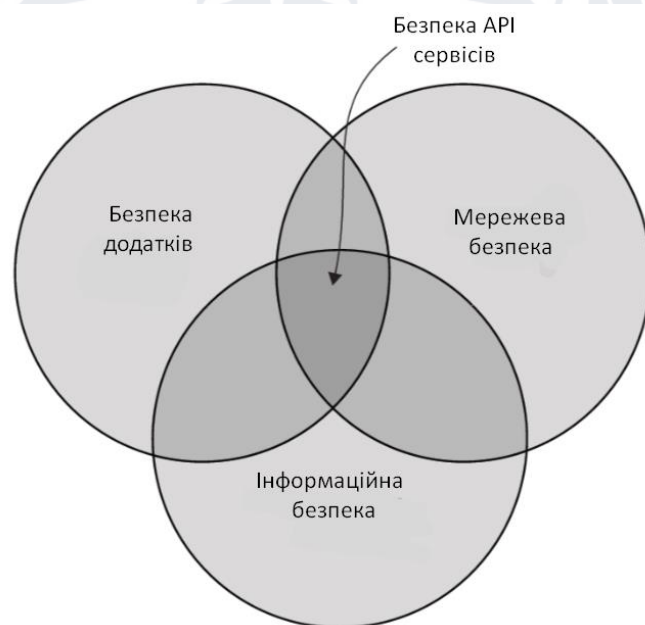 Безпека API
сервісів
Безпека
додатків
Мережева
безпека
Інформаційна
безпека